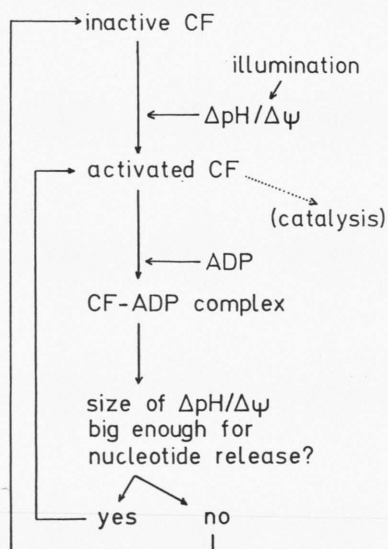 inactive CF
illumination
ΔpH/Δψ
activated CF
(catalysis)
ADP
CF-ADP complex
size of ΔpH/Δψ
big enough for
nucleotide release?
yes no